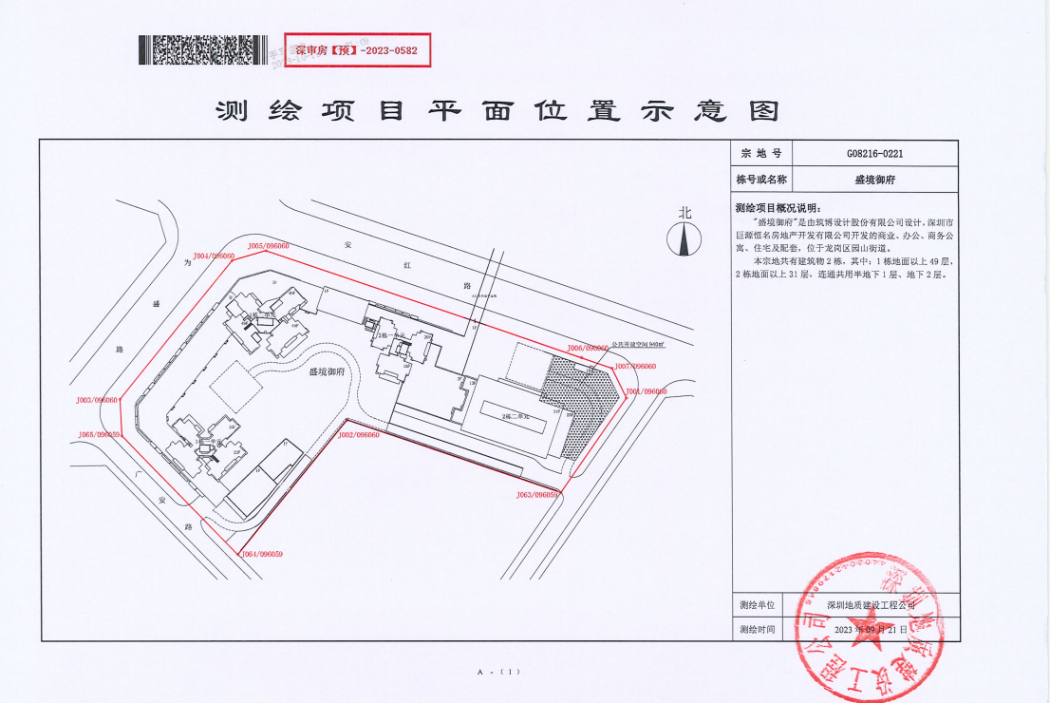 深审房【预】-2023-0582
测绘项目平面位置示意图
宗地号
G08216-0221
栋号或名称
盛境御府
测绘项目概况说明：
"盛境御府"是由筑博设计股份有限公司设计，深圳市
巨源恒名房地产开发有限公司开发的商业、办公、商务公
寓、住宅及配套，位于龙岗区园山街道。
本宗地共有建筑物2栋，其中：1栋地面以上49层，
2栋地面以上31层，连通共用半地下1层、地下2层。
北
安
红
路
为
盛
路
广
安
路
J005/096060
J004/096060
J003/096060
J065/096059
J064/096059
J002/096060
J063/096059
J006/096060
J007/096060
J001/096060
公共开放空间940㎡
盛境御府
2栋一单元
2栋二单元
测绘单位
深圳地质建设工程公司
测绘时间
2023年09月21日
深圳地质建设工程公司
A-(1)